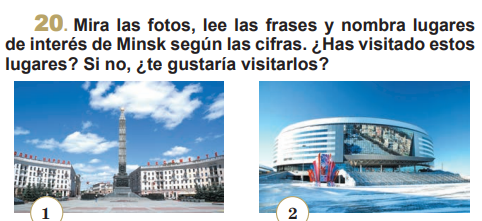 20. Mira las fotos, lee las frases y nombra lugares
de interés de Minsk según las cifras. ¿Has visitado estos
lugares? Si no, ¿te gustaría visitarlos?
1
2